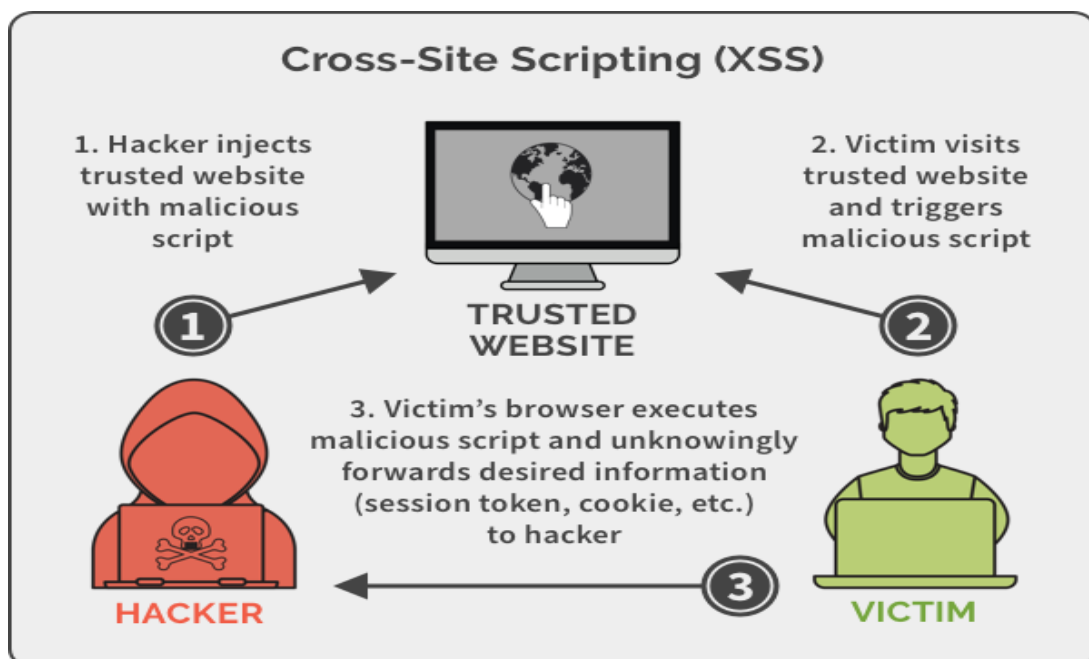 Cross-Site Scripting (XSS)
1. Hacker injects
trusted website
with malicious
script
2. Victim visits
trusted website
and triggers
malicious script
1
TRUSTED
WEBSITE
2
3. Victim’s browser executes
malicious script and unknowingly
forwards desired information
(session token, cookie, etc.)
to hacker
3
HACKER
VICTIM